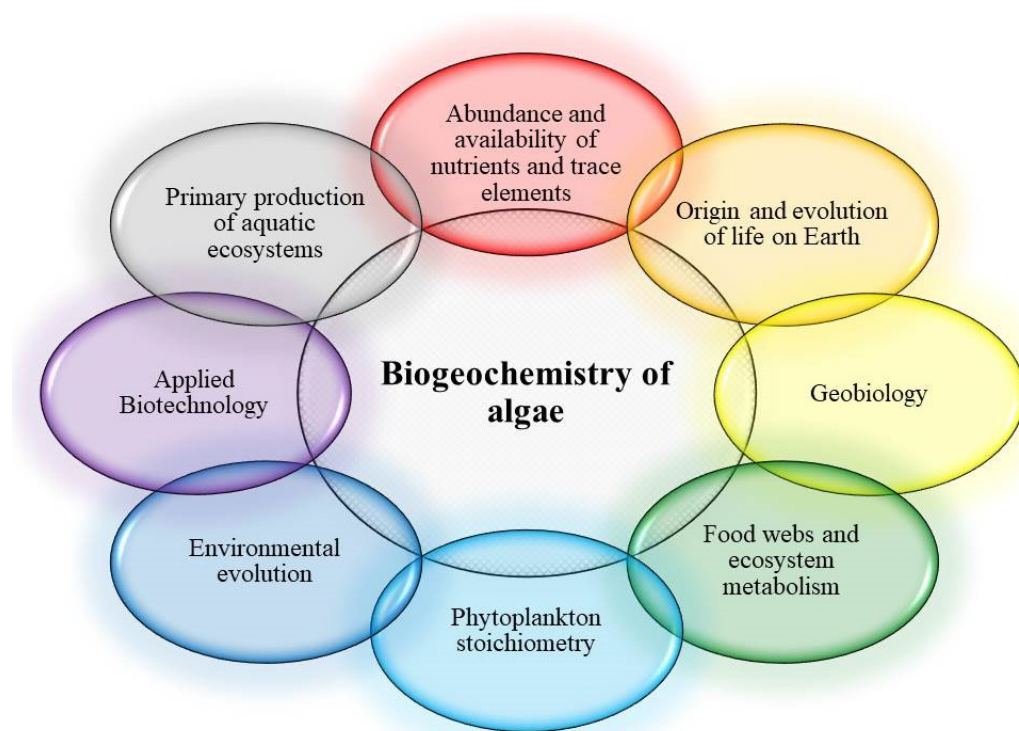 Abundance and
availability of
nutrients and trace
elements
Primary production
of aquatic
ecosystems
Origin and evolution
of life on Earth
Applied
Biotechnology
Biogeochemistry of
algae
Geobiology
Environmental
evolution
Food webs and
ecosystem
metabolism
Phytoplankton
stoichiometry